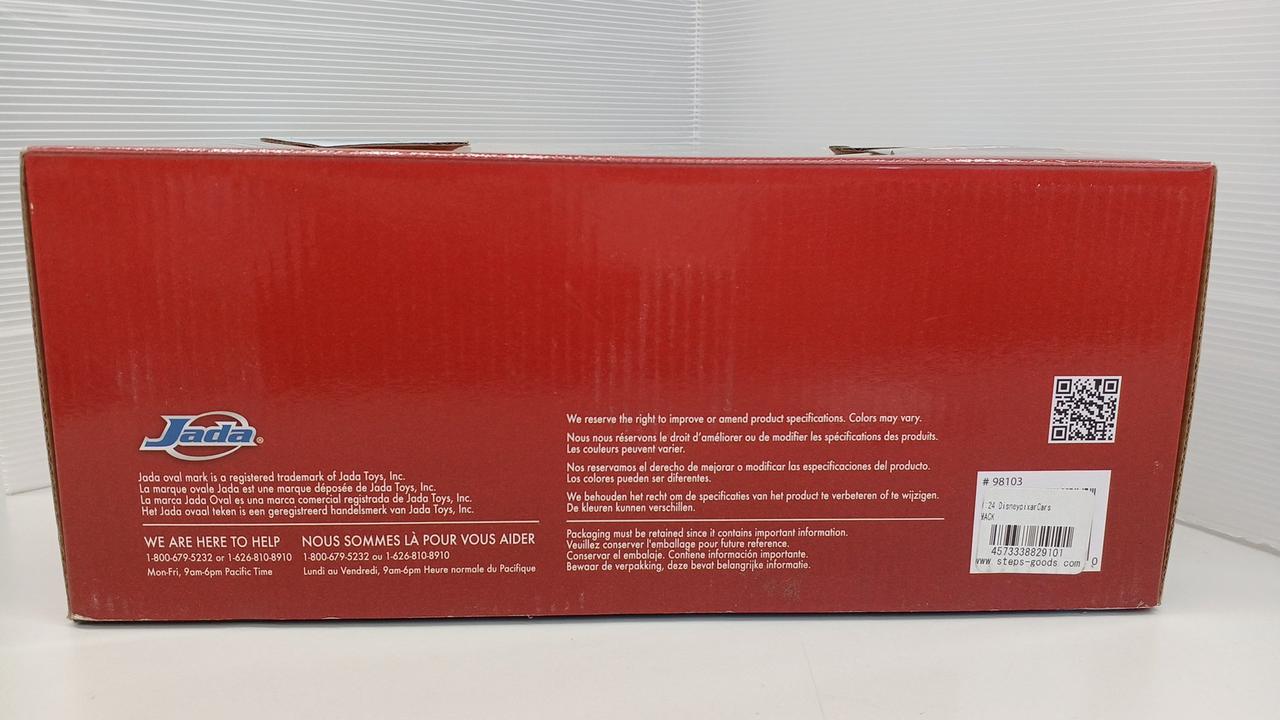 Jada®
Jada oval mark is a registered trademark of Jada Toys, Inc.
La marque ovale Jada est une marque déposée de Jada Toys, Inc.
La marca Jada Oval es una marca comercial registrada de Jada Toys, Inc.
Het Jada ovaal teken is een geregistreerd handelsmerk van Jada Toys, Inc.
WE ARE HERE TO HELP
1-800-679-5232 or 1-626-810-8910
Mon-Fri, 9am-6pm Pacific Time
NOUS SOMMES LÀ POUR VOUS AIDER
1-800-679-5232 ou 1-626-810-8910
Lundi au Vendredi, 9am-6pm Heure normale du Pacifique
We reserve the right to improve or amend product specifications. Colors may vary.
Nous nous réservons le droit d'améliorer ou de modifier les spécifications des produits.
Les couleurs peuvent varier.
Nos reservamos el derecho de mejorar o modificar las especificaciones del producto.
Los colores pueden ser diferentes.
We behouden het recht om de specificaties van het product te verbeteren of te wijzigen.
De kleuren kunnen verschillen.
Packaging must be retained since it contains important information.
Veuillez conserver l'emballage pour future reference.
Conservar el embalaje. Contiene información importante.
Bewaar de verpakking, deze bevat belangrijke informatie.
# 98103
1:24 DisneypixarCars
MACK
4573338829101
www.steps-goods.com
0